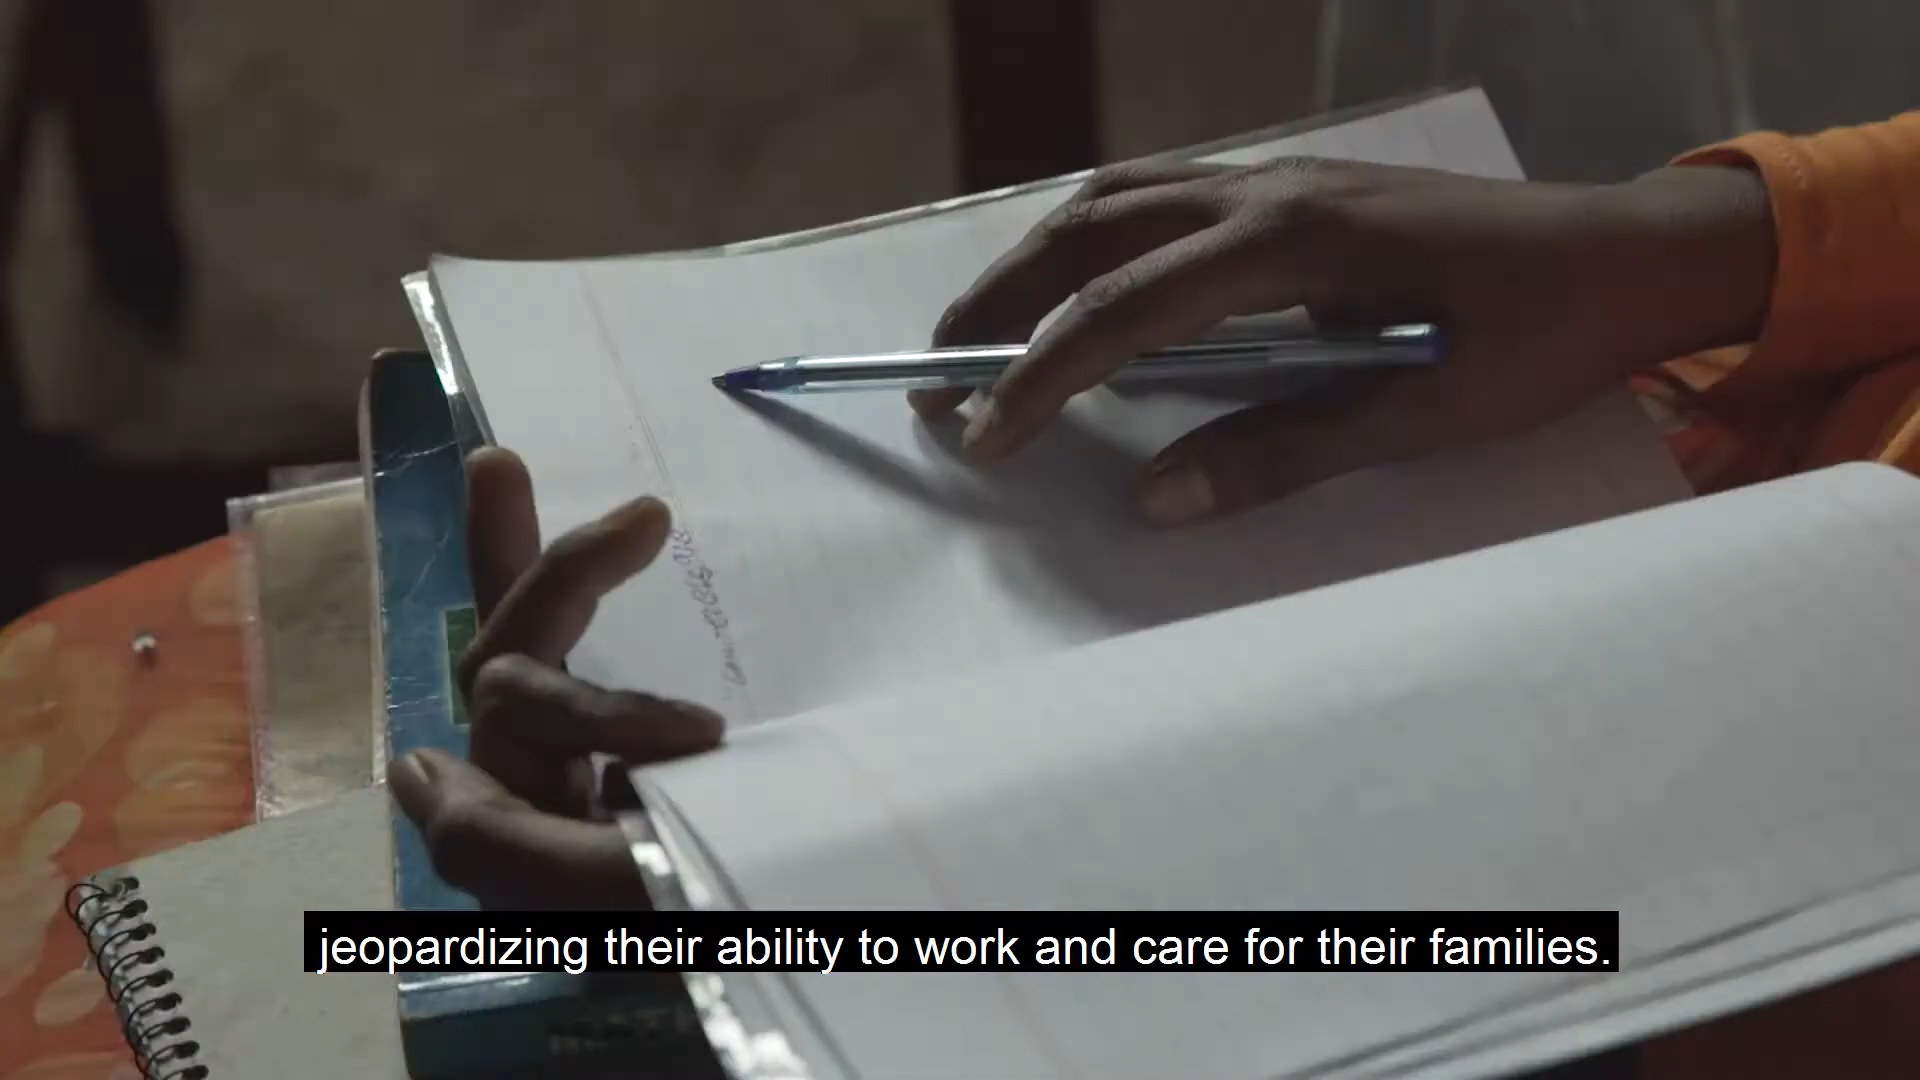 jeopardizing their ability to work and care for their families.